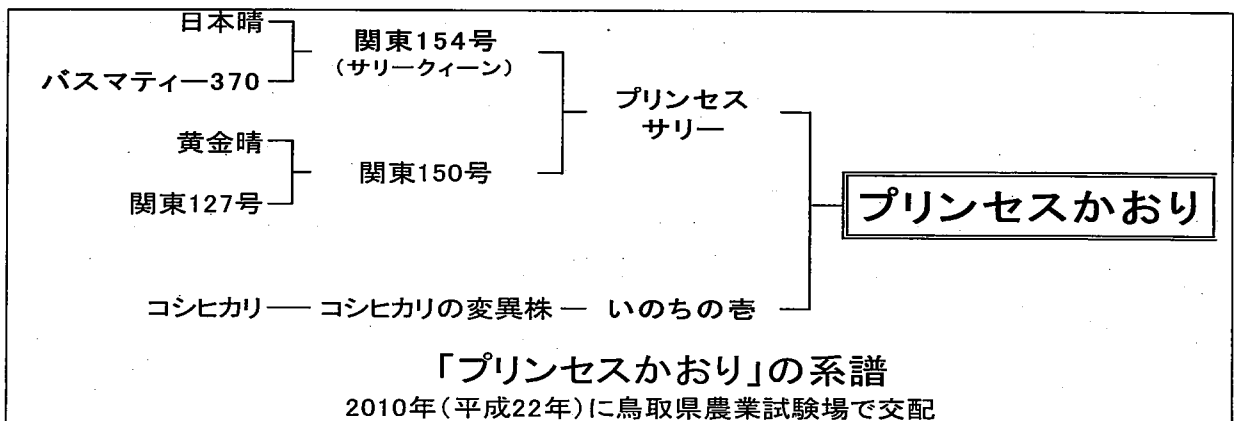 日本晴
バスマティー370
関東154号
(サリークィーン)
黄金晴
関東127号
関東150号
プリンセス
サリー
プリンセスかおり
コシヒカリ
コシヒカリの変異株
いのちの壱
「プリンセスかおり」の系譜
2010年(平成22年)に鳥取県農業試験場で交配